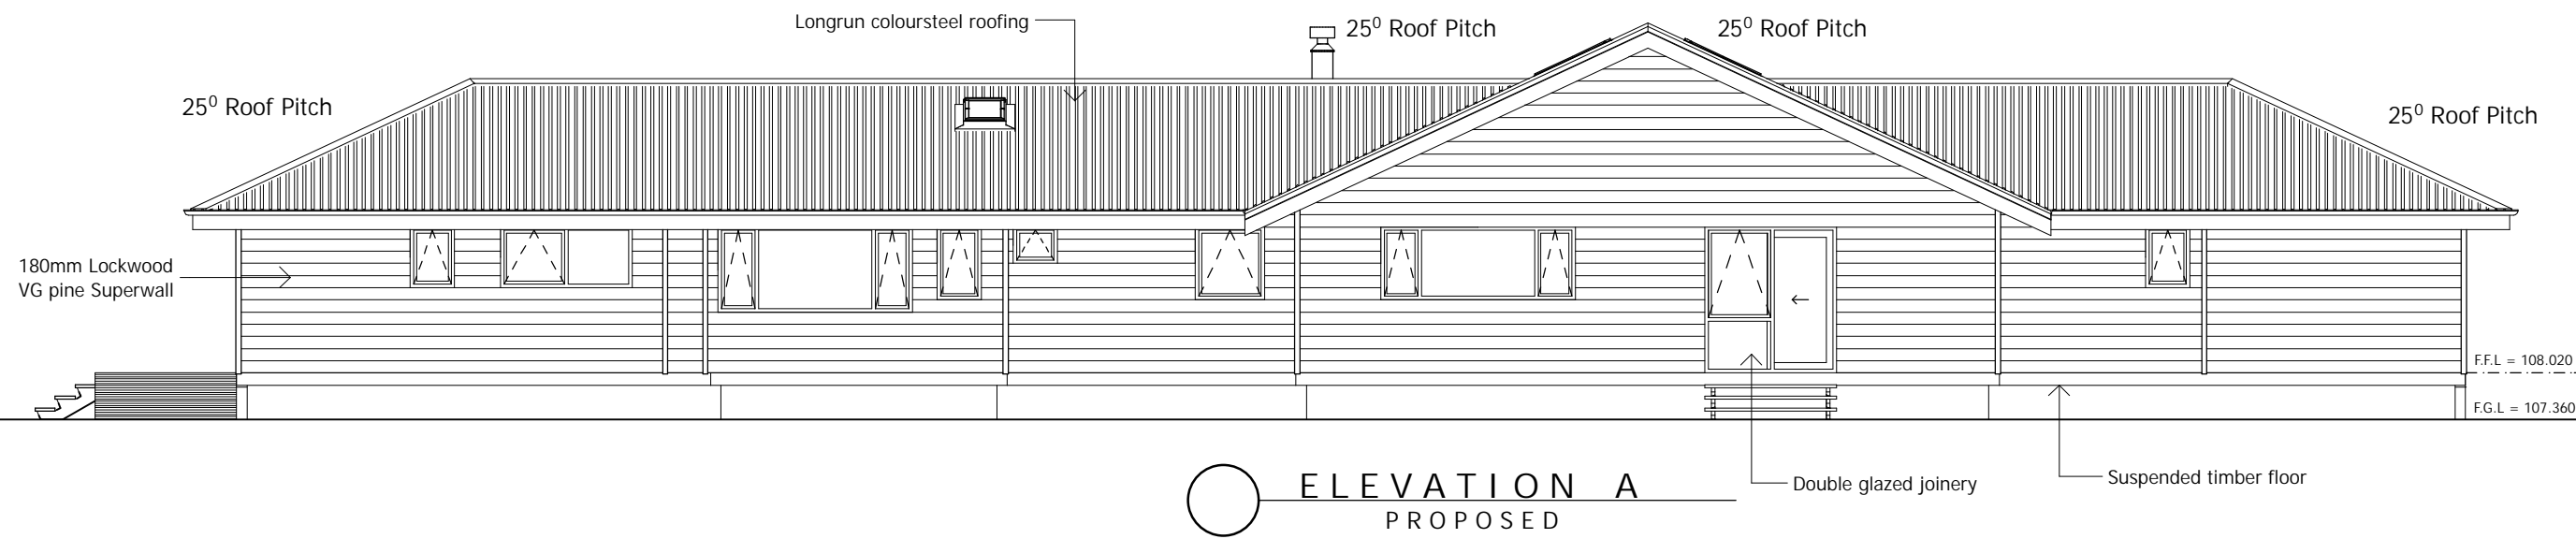 Longrun coloursteel roofing
25⁰ Roof Pitch
25⁰ Roof Pitch
25⁰ Roof Pitch
25⁰ Roof Pitch
180mm Lockwood
VG pine Superwall
F.F.L = 108.020
F.G.L = 107.360
Double glazed joinery
Suspended timber floor
ELEVATION A
PROPOSED